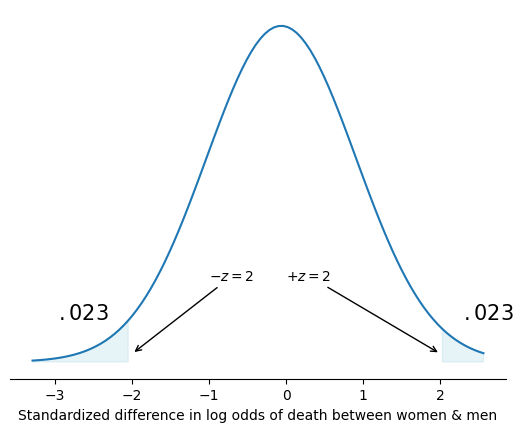 −z = 2
+z = 2
.023
.023
−3
−2
−1
0
1
2
Standardized difference in log odds of death between women & men